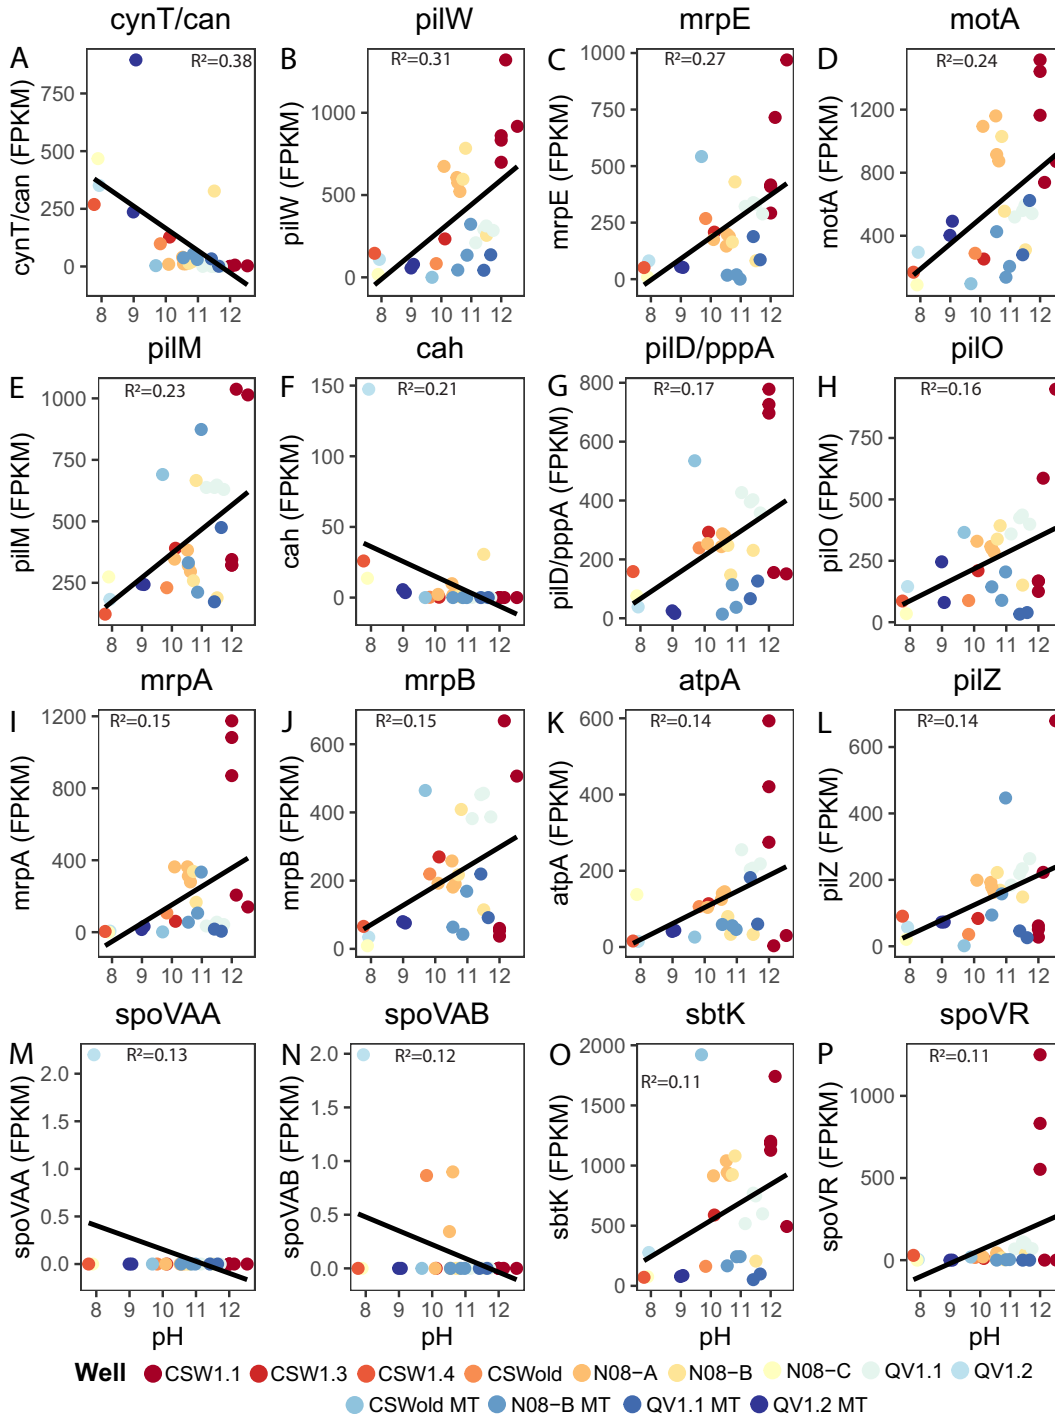 cynT/can pilW mrpE motA
A R²=0.38 B R²=0.31 C R²=0.27 D R²=0.24
cynT/can (FPKM) 750 500 250 0
pilW (FPKM) 1000 500 0
mrpE (FPKM) 1000 750 500 250 0
motA (FPKM) 1200 800 400
8 9 10 11 12 8 9 10 11 12 8 9 10 11 12 8 9 10 11 12
pilM cah pilD/pppA pilO
E R²=0.23 F R²=0.21 G R²=0.17 H R²=0.16
pilM (FPKM) 1000 750 500 250
cah (FPKM) 150 100 50 0
pilD/pppA (FPKM) 800 600 400 200 0
pilO (FPKM) 750 500 250 0
8 9 10 11 12 8 9 10 11 12 8 9 10 11 12 8 9 10 11 12
mrpA mrpB atpA pilZ
I R²=0.15 J R²=0.15 K R²=0.14 L R²=0.14
mrpA (FPKM) 1200 800 400 0
mrpB (FPKM) 600 400 200 0
atpA (FPKM) 600 400 200 0
pilZ (FPKM) 600 400 200 0
8 9 10 11 12 8 9 10 11 12 8 9 10 11 12 8 9 10 11 12
spoVAA spoVAB sbtK spoVR
M R²=0.13 N R²=0.12 O R²=0.11 P R²=0.11
spoVAA (FPKM) 2.0 1.5 1.0 0.5 0.0
spoVAB (FPKM) 2.0 1.5 1.0 0.5 0.0
sbtK (FPKM) 2000 1500 1000 500 0
spoVR (FPKM) 1000 500 0
8 9 10 11 12 8 9 10 11 12 8 9 10 11 12 8 9 10 11 12
pH pH pH pH
Well CSW1.1 CSW1.3 CSW1.4 CSWold N08−A N08−B N08−C QV1.1 QV1.2
CSWold MT N08−B MT QV1.1 MT QV1.2 MT